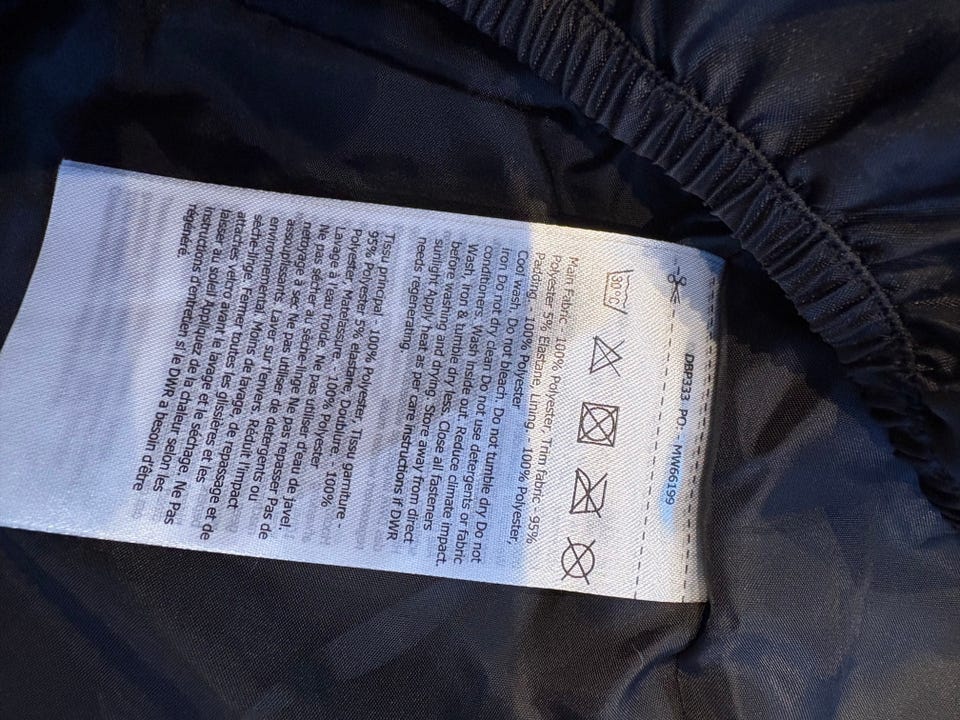 DBF333 -PO: - MW66199
30°C
Main Fabric - 100% Polyester, Trim fabric - 95%
Polyester 5% Elastane, Lining. - 100% Polyester,
Padding. - 100% Polyester
Cool wash. Do not bleach. Do not tumble dry. Do not
iron Do not dry clean Do not use detergents or fabric
conditioners. Wash inside out. Reduce climate impact.
Wash, iron & tumble dry less. Close all fasteners
before washing and drying. Store away from direct
sunlight Apply heat as per care instructions if DWR
needs regenerating.
Tissu principal - 100% Polyester, Tissu garniture -
95% Polyester 5% elastane, Doublure. - 100%
Polyester, Matelassure. - 100% Polyester
Lavage à l'eau froide. Ne pas utiliser d'eau de javel.
Ne pas sécher au sèche-linge. Ne pas repasser Pas de
nettoyage à sec Ne pas utiliser de détergents ou
assouplissants. Laver sur l'envers. Réduit l'impact
environnemental. Moins de lavage, de repassage et de
sèche-linge. Fermer toutes les glissières et les
attaches velcro avant le lavage et le séchage. Ne Pas
laisser au soleil Appliquez de la chaleur selon les
instructions d'entretien si le DWR a besoin d'être
régénéré.